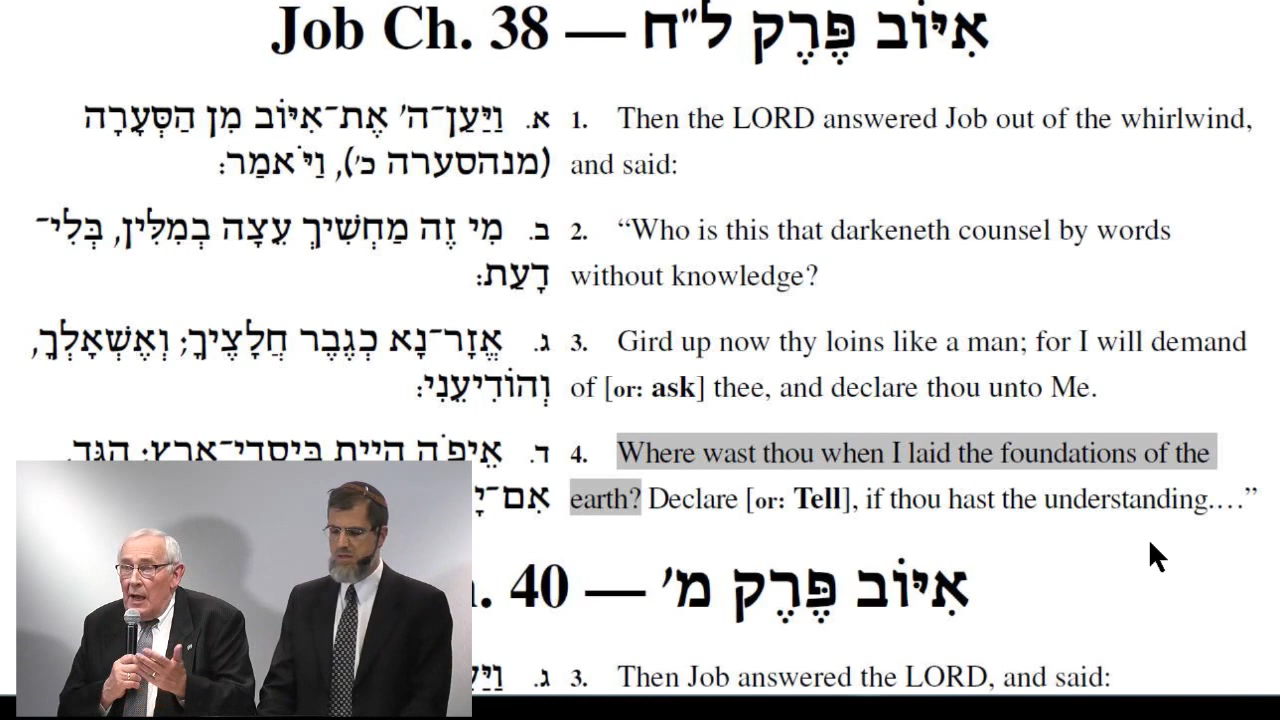 Job Ch. 38 — אִיּוֹב פֶּרֶק ל״ח
א. וַיַּעַן־ה׳ אֶת־אִיּוֹב מִן הַסְּעָרָה
(מנהסערה כ׳), וַיֹּאמַר:
1. Then the LORD answered Job out of the whirlwind,
and said:
ב. מִי זֶה מַחְשִׁיךְ עֵצָה בְמִלִּין, בְּלִי־
דָעַת:
2. “Who is this that darkeneth counsel by words
without knowledge?
ג. אֱזָר־נָא כְגֶבֶר חֲלָצֶיךָ; וְאֶשְׁאָלְךָ,
וְהוֹדִיעֵנִי:
3. Gird up now thy loins like a man; for I will demand
of [or: ask] thee, and declare thou unto Me.
ד. אֵיפֹה הָיִיתָ בְּיָסְדִי־אָרֶץ; הַגֵּד,
אִם־
4. Where wast thou when I laid the foundations of the
earth? Declare [or: Tell], if thou hast the understanding.…”
40 — אִיּוֹב פֶּרֶק מ׳
ג.
3. Then Job answered the LORD, and said: